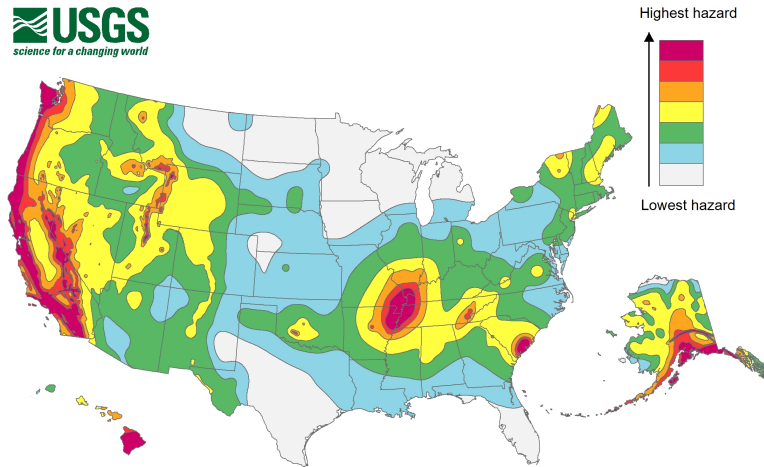 USGS
science for a changing world
Highest hazard
Lowest hazard